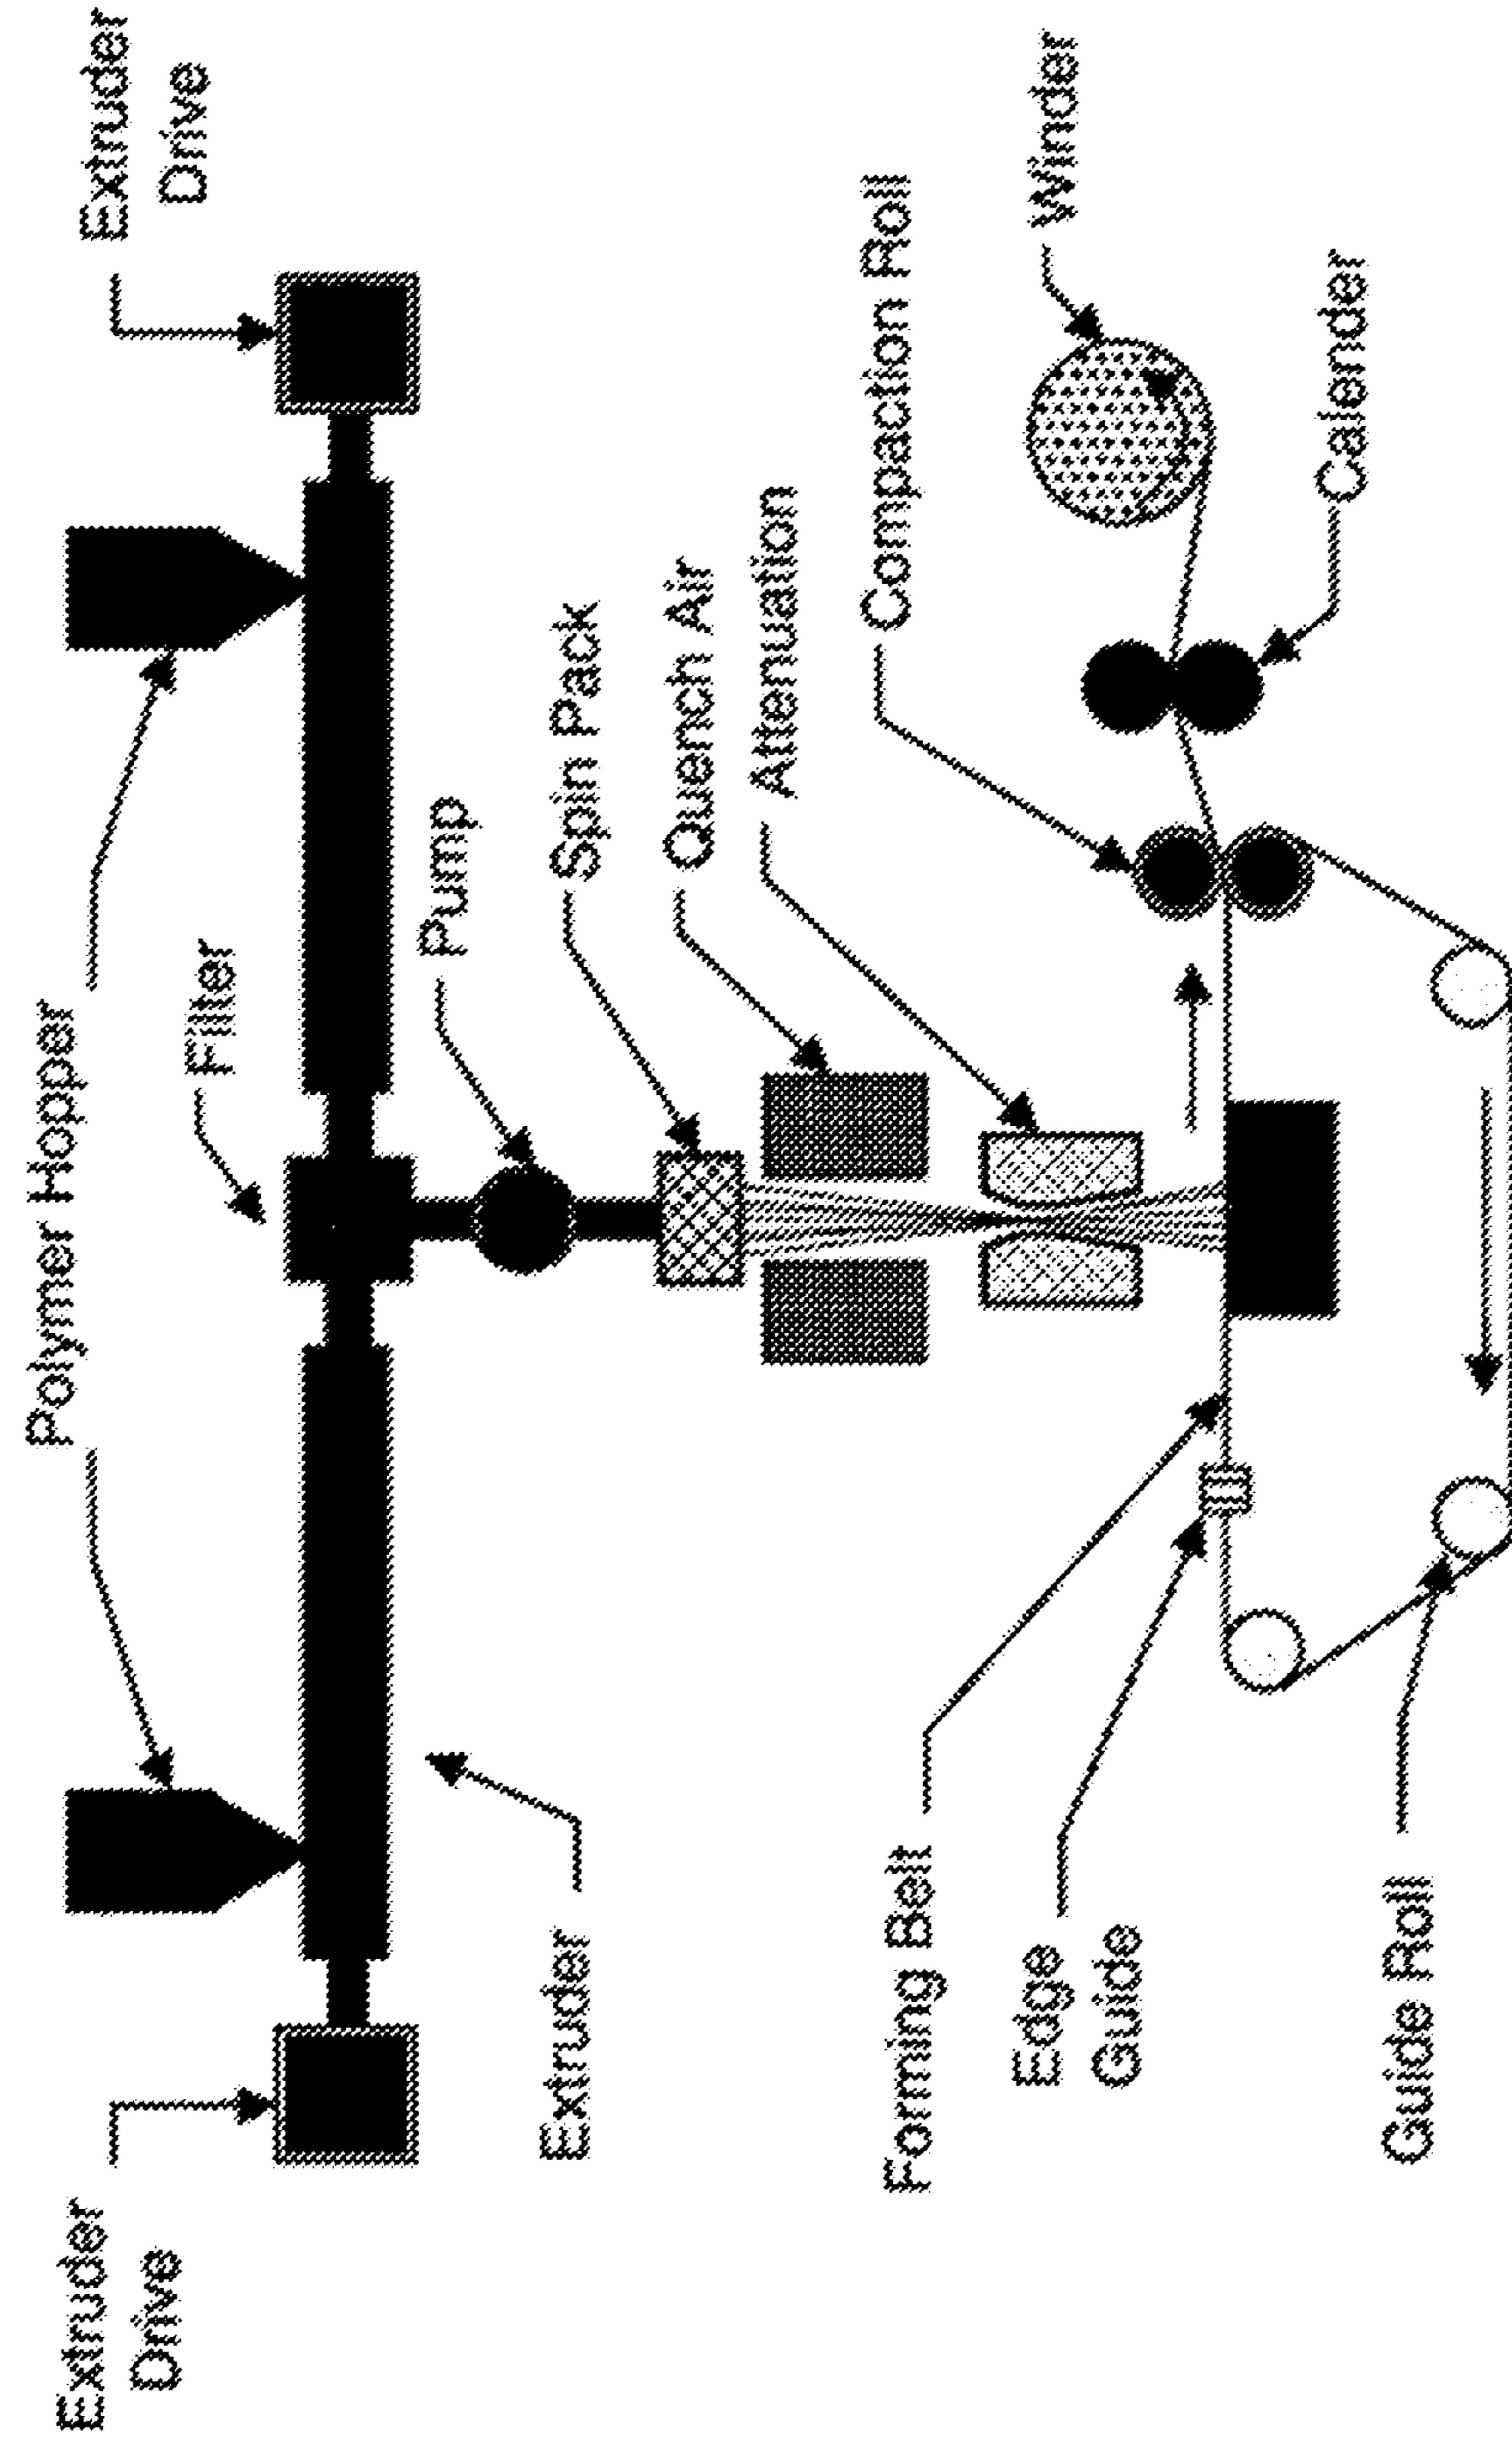 Polymer Hopper
Extruder
Drive
Extruder
Drive
Filter
Pump
Extruder
Spin Pack
Quench Air
Attenuation
Compaction Roll
Forming Belt
Winder
Edge
Guide
Calender
Guide Roll